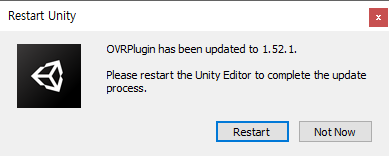 Restart Unity
x
OVRPlugin has been updated to 1.52.1.
Please restart the Unity Editor to complete the update
process.
Restart
Not Now